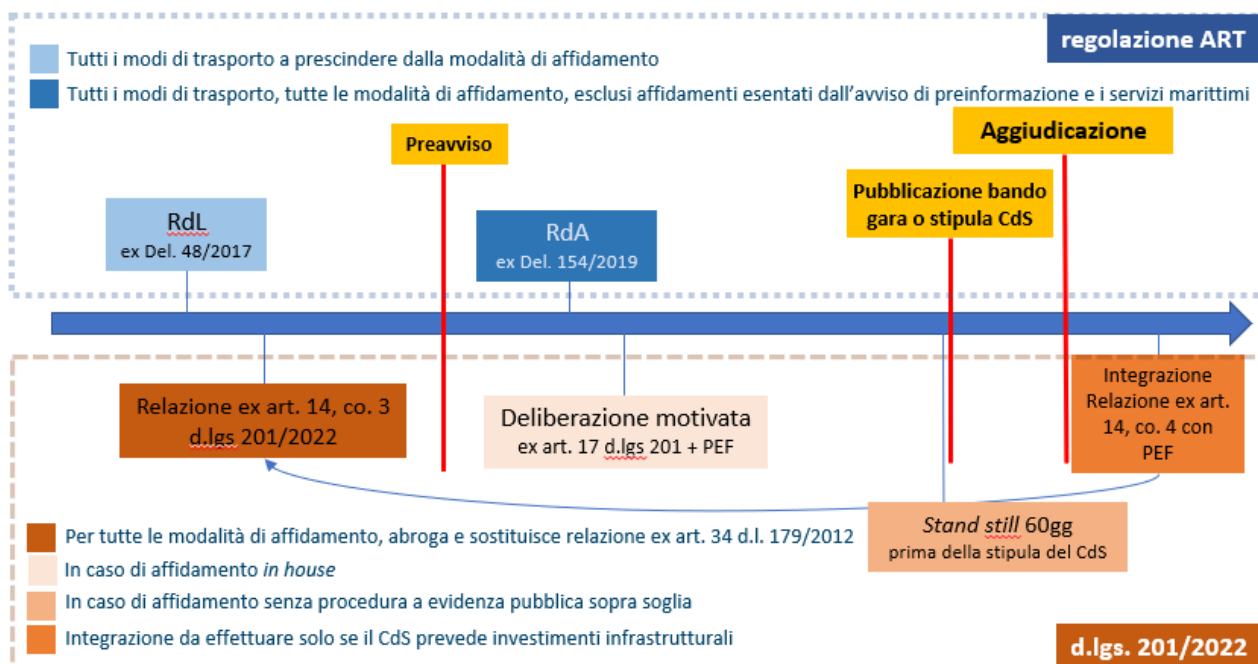 regolazione ART
Tutti i modi di trasporto a prescindere dalla modalità di affidamento
Tutti i modi di trasporto, tutte le modalità di affidamento, esclusi affidamenti esentati dall'avviso di preinformazione e i servizi marittimi
Preavviso
Aggiudicazione
Pubblicazione bando
gara o stipula CdS
RdL
ex Del. 48/2017
RdA
ex Del. 154/2019
Relazione ex art. 14, co. 3
d.lgs 201/2022
Deliberazione motivata
ex art. 17 d.lgs 201 + PEF
Integrazione
Relazione ex art.
14, co. 4 con
PEF
Stand still 60gg
prima della stipula del CdS
Per tutte le modalità di affidamento, abroga e sostituisce relazione ex art. 34 d.l. 179/2012
In caso di affidamento in house
In caso di affidamento senza procedura a evidenza pubblica sopra soglia
Integrazione da effettuare solo se il CdS prevede investimenti infrastrutturali
d.lgs. 201/2022